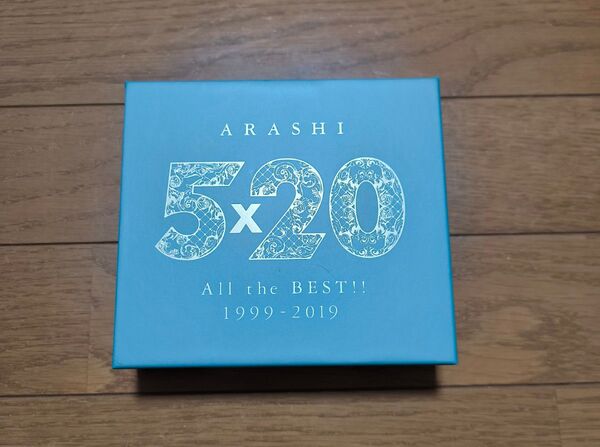 ARASHI
5x20
All the BEST!!
1999-2019